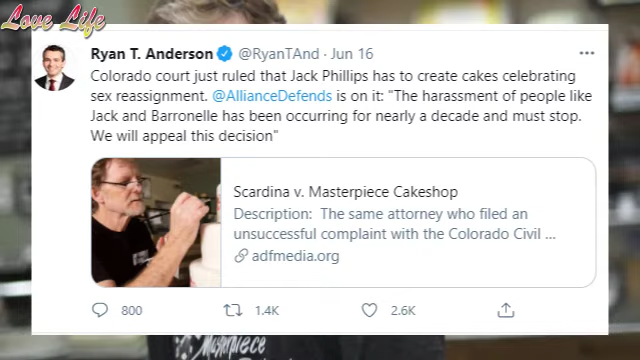 Love Life
Ryan T. Anderson @RyanTAnd · Jun 16
Colorado court just ruled that Jack Phillips has to create cakes celebrating
sex reassignment. @AllianceDefends is on it: "The harassment of people like
Jack and Barronelle has been occurring for nearly a decade and must stop.
We will appeal this decision"
Scardina v. Masterpiece Cakeshop
Description: The same attorney who filed an
unsuccessful complaint with the Colorado Civil ...
adfmedia.org
800 1.4K 2.6K
Masterpiece